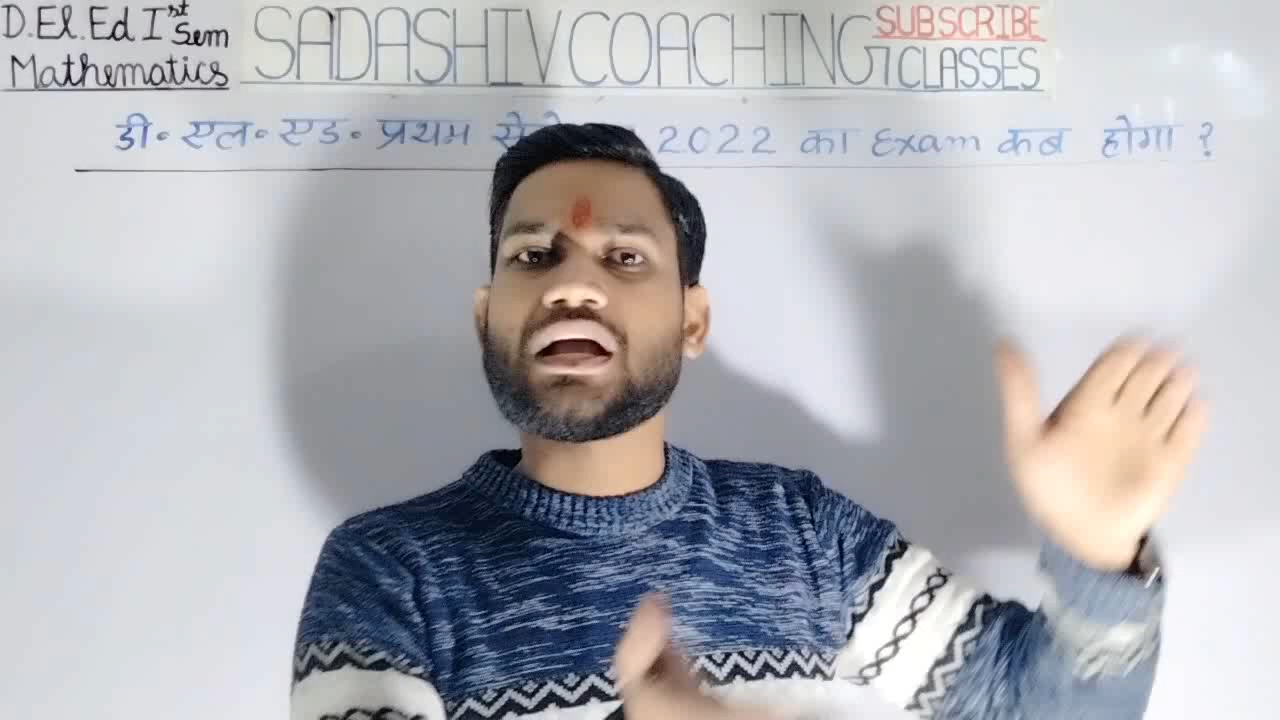 D.El.Ed Ist Sem
Mathematics
SADASHIV COACHING CLASSES
SUBSCRIBE
डी॰ एल॰ एड॰ प्रथम 2022 का Exam कब होगा ?